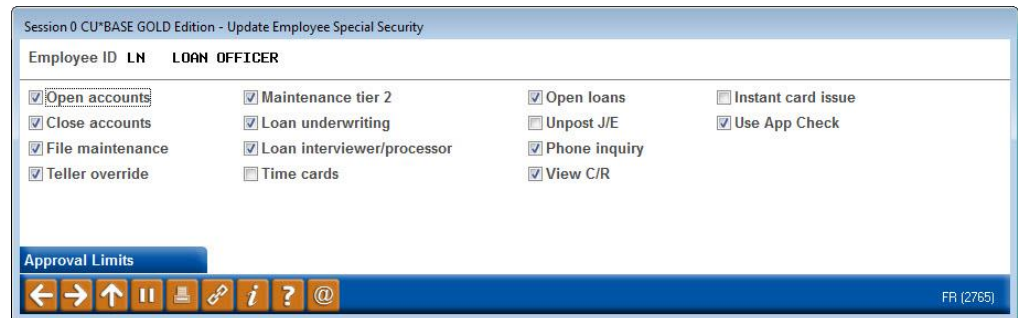 Session 0 CU*BASE GOLD Edition - Update Employee Special Security
Employee ID LN LOAN OFFICER
Open accounts Maintenance tier 2 Open loans Instant card issue
Close accounts Loan underwriting Unpost J/E Use App Check
File maintenance Loan interviewer/processor Phone inquiry
Teller override Time cards View C/R
Approval Limits
i ? @ FR (2765)